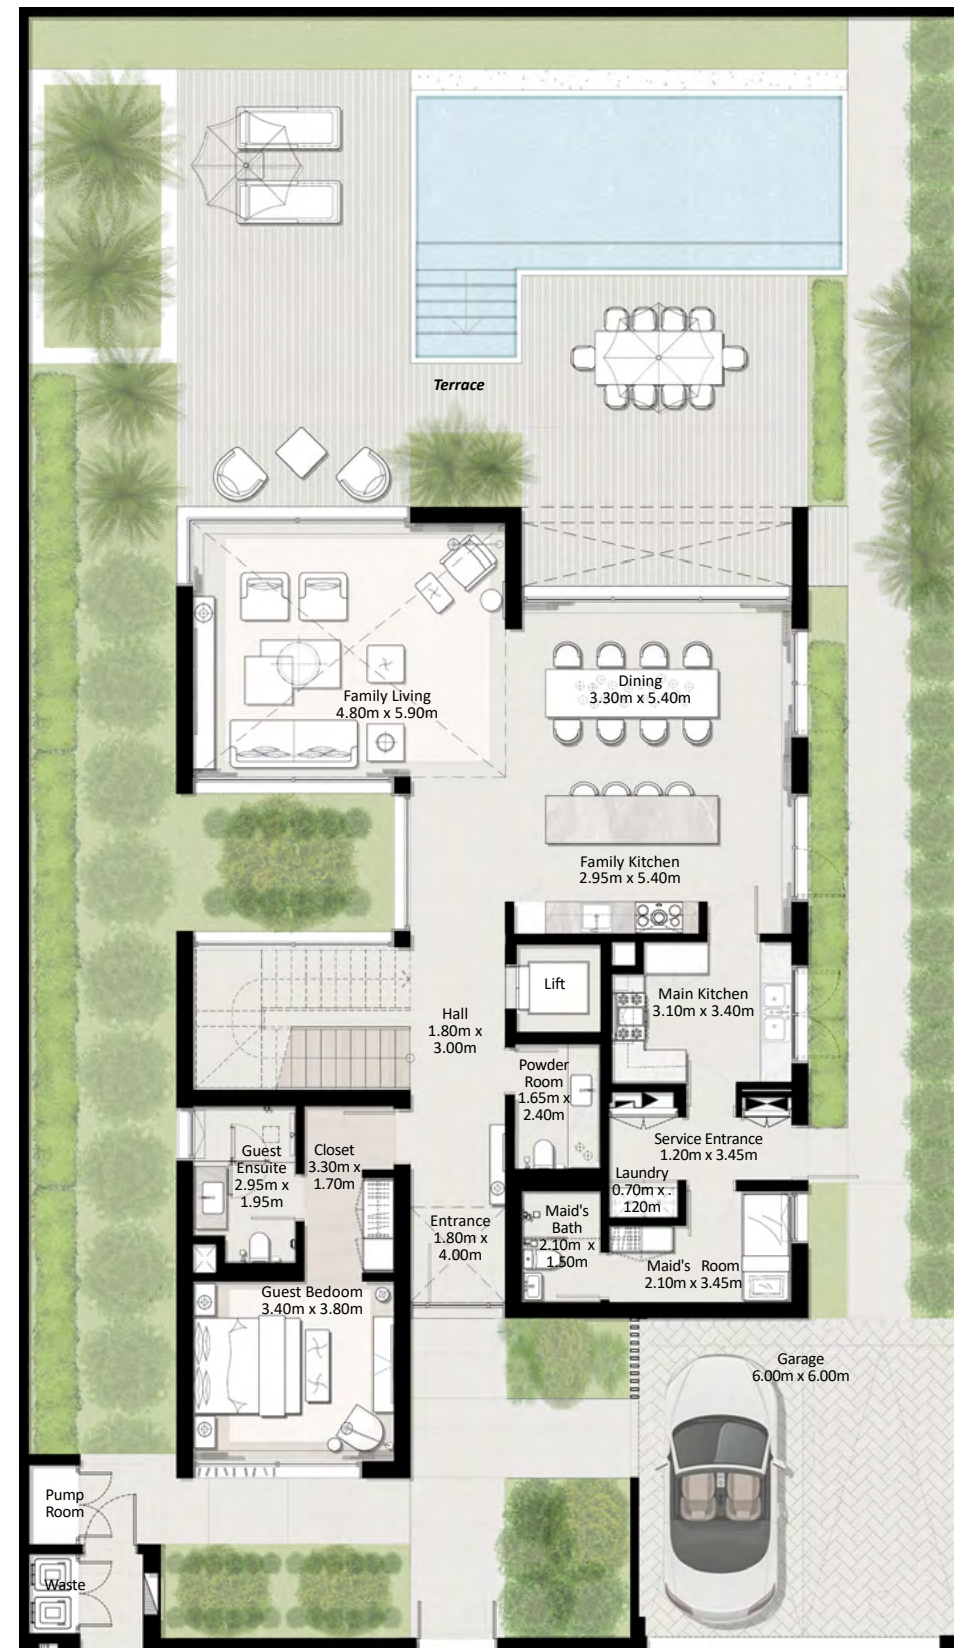 Terrace
Family Living
4.80m x 5.90m
Dining
3.30m x 5.40m
Family Kitchen
2.95m x 5.40m
Lift
Main Kitchen
3.10m x 3.40m
Hall
1.80m x
3.00m
Powder
Room
1.65m x
2.40m
Service Entrance
1.20m x 3.45m
Guest
Ensuite
2.95m x
1.95m
Closet
3.30m x
1.70m
Laundry
0.70m x .
120m
Entrance
1.80m x
4.00m
Maid's
Bath
2.10m x
1.50m
Maid's Room
2.10m x 3.45m
Guest Bedoom
3.40m x 3.80m
Garage
6.00m x 6.00m
Pump
Room
Waste